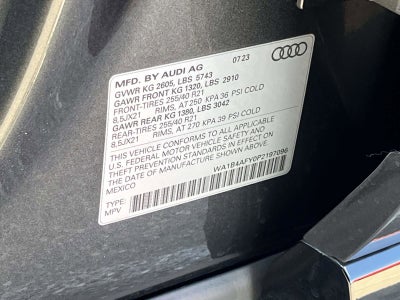 MFD. BY AUDI AG 0723
GVWR KG 2605, LBS 5743
GAWR FRONT KG 1320, LBS 2910
FRONT-TIRES 255/40 R21
8,5JX21 RIMS, AT 250 KPA 36 PSI COLD
GAWR REAR KG 1380, LBS 3042
REAR-TIRES 255/40 R21
8,5JX21 RIMS, AT 270 KPA 39 PSI COLD
THIS VEHICLE CONFORMS TO ALL APPLICABLE
U.S. FEDERAL MOTOR VEHICLE SAFETY AND
THEFT PREVENTION STANDARDS IN EFFECT ON
THE DATE OF MANUFACTURE SHOWN ABOVE
MEXICO WA1B4AFY0P2197096
TYPE:
MPV